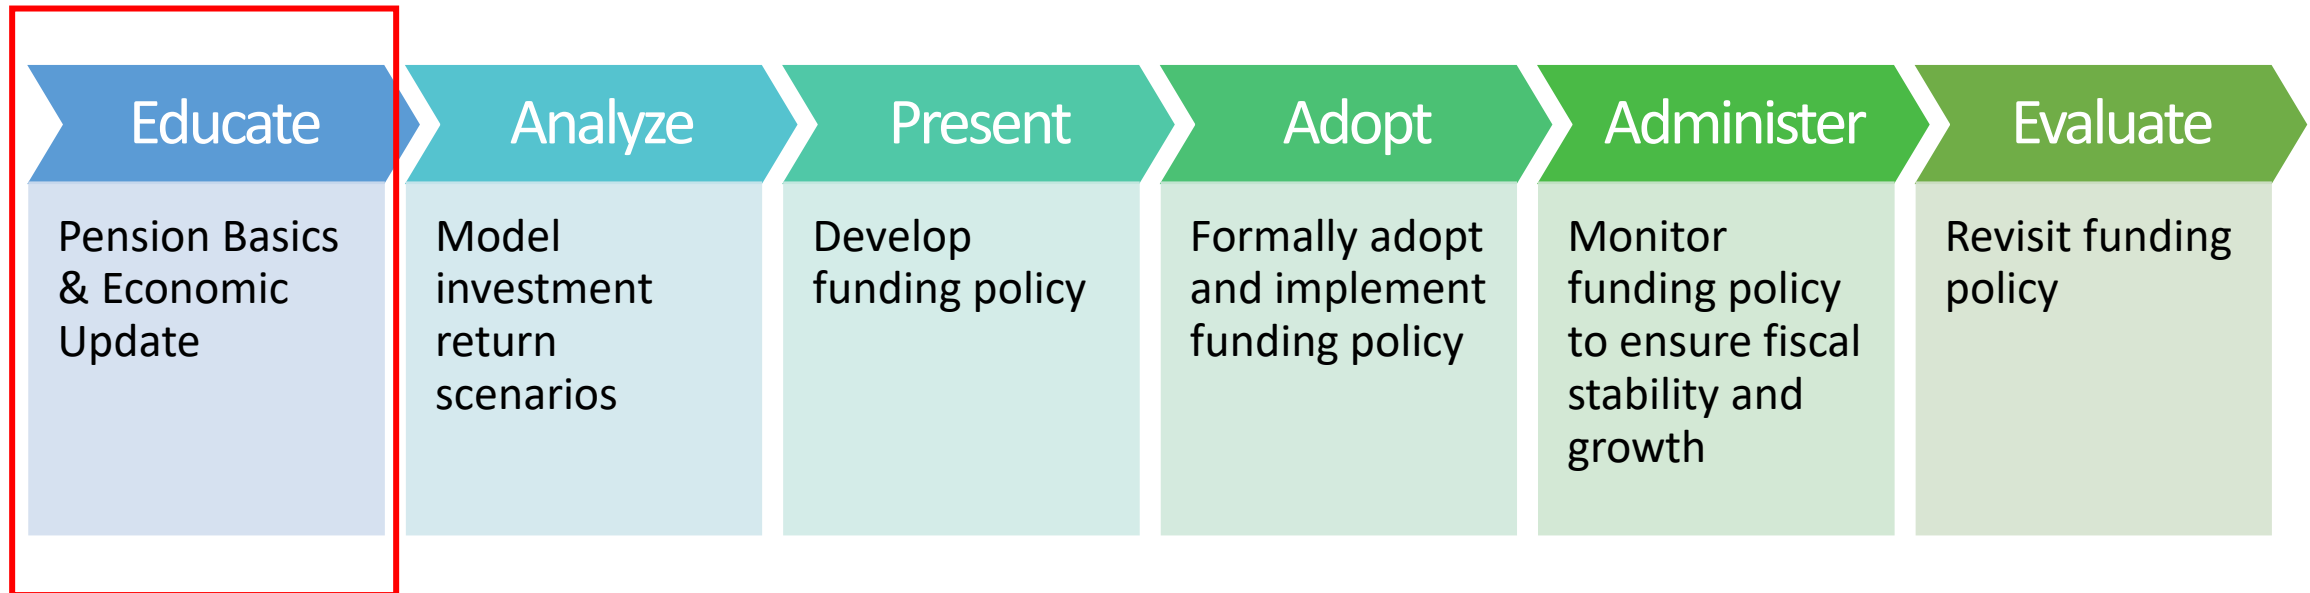 Educate
Pension Basics
& Economic
Update
Analyze
Model
investment
return
scenarios
Present
Develop
funding policy
Adopt
Formally adopt
and implement
funding policy
Administer
Monitor
funding policy
to ensure fiscal
stability and
growth
Evaluate
Revisit funding
policy